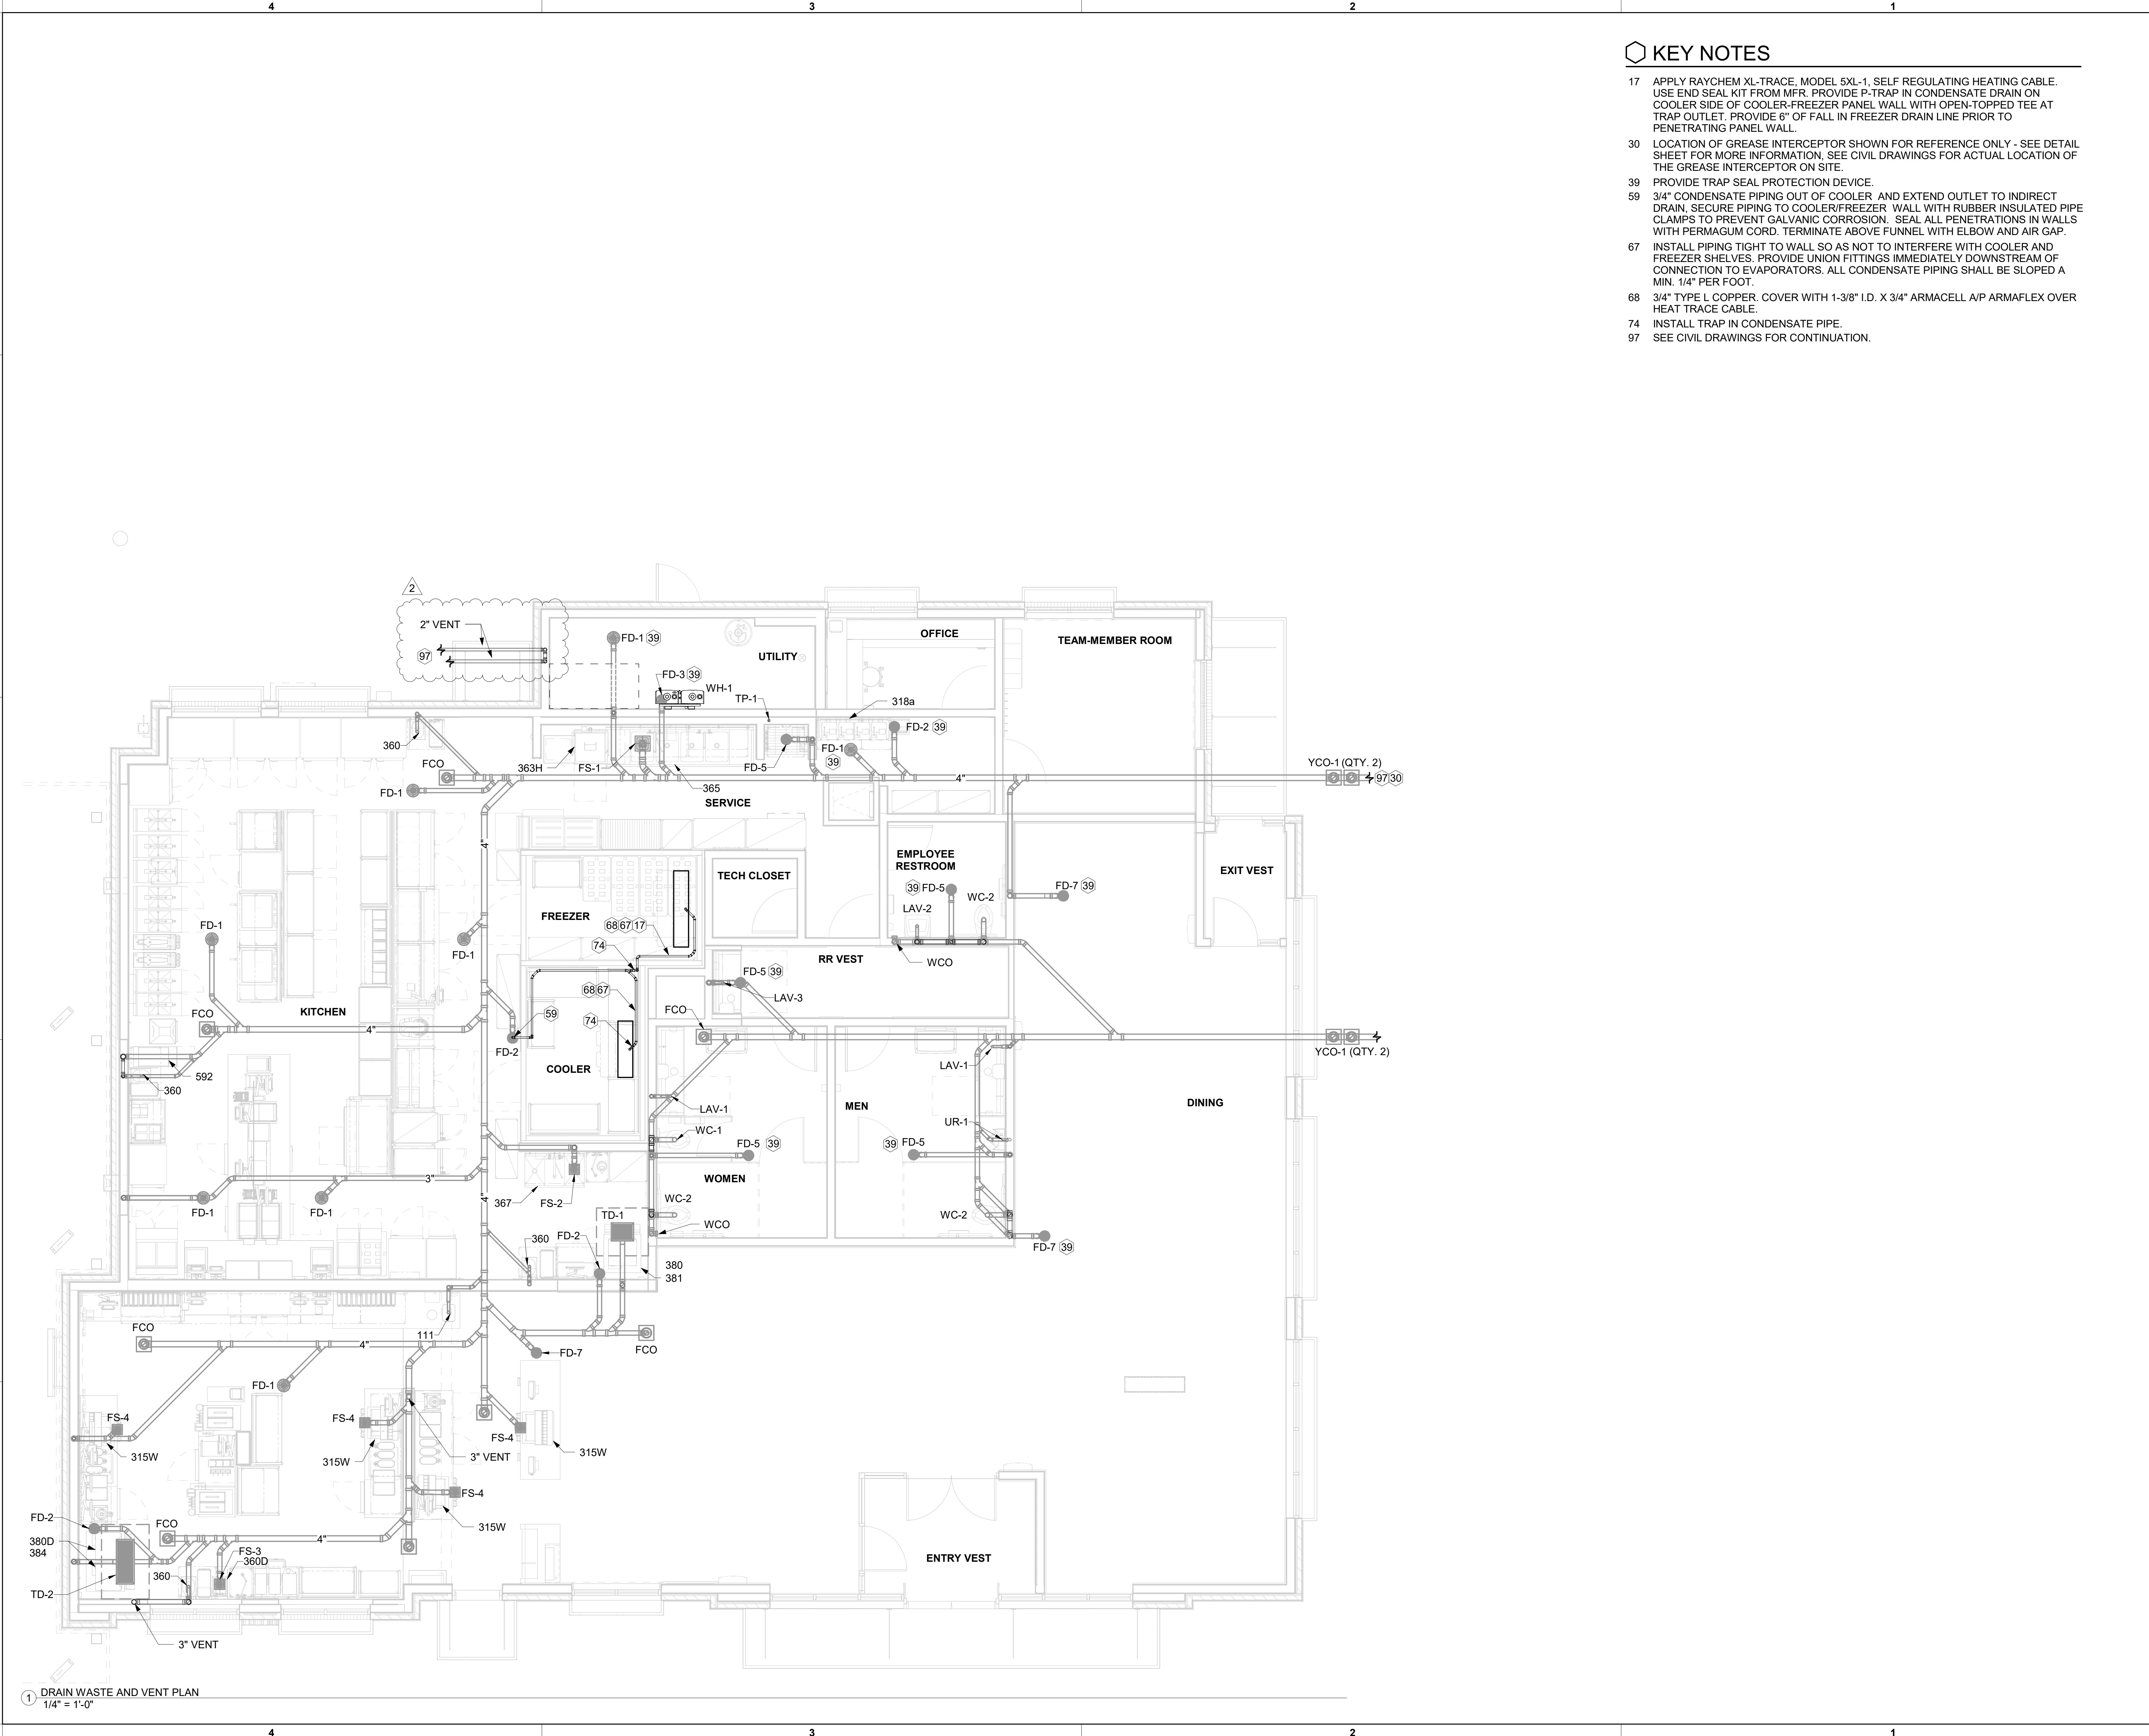 4
3
2
1
KEY NOTES
17 APPLY RAYCHEM XL-TRACE, MODEL 5XL-1, SELF REGULATING HEATING CABLE.
USE END SEAL KIT FROM MFR. PROVIDE P-TRAP IN CONDENSATE DRAIN ON
COOLER SIDE OF COOLER-FREEZER PANEL WALL WITH OPEN-TOPPED TEE AT
TRAP OUTLET. PROVIDE 6" OF FALL IN FREEZER DRAIN LINE PRIOR TO
PENETRATING PANEL WALL.
30 LOCATION OF GREASE INTERCEPTOR SHOWN FOR REFERENCE ONLY - SEE DETAIL
SHEET FOR MORE INFORMATION, SEE CIVIL DRAWINGS FOR ACTUAL LOCATION OF
THE GREASE INTERCEPTOR ON SITE.
39 PROVIDE TRAP SEAL PROTECTION DEVICE.
59 3/4" CONDENSATE PIPING OUT OF COOLER AND EXTEND OUTLET TO INDIRECT
DRAIN, SECURE PIPING TO COOLER/FREEZER WALL WITH RUBBER INSULATED PIPE
CLAMPS TO PREVENT GALVANIC CORROSION. SEAL ALL PENETRATIONS IN WALLS
WITH PERMAGUM CORD. TERMINATE ABOVE FUNNEL WITH ELBOW AND AIR GAP.
67 INSTALL PIPING TIGHT TO WALL SO AS NOT TO INTERFERE WITH COOLER AND
FREEZER SHELVES. PROVIDE UNION FITTINGS IMMEDIATELY DOWNSTREAM OF
CONNECTION TO EVAPORATORS. ALL CONDENSATE PIPING SHALL BE SLOPED A
MIN. 1/4" PER FOOT.
68 3/4" TYPE L COPPER. COVER WITH 1-3/8" I.D. X 3/4" ARMACELL A/P ARMAFLEX OVER
HEAT TRACE CABLE.
74 INSTALL TRAP IN CONDENSATE PIPE.
97 SEE CIVIL DRAWINGS FOR CONTINUATION.
2
2" VENT
97
FD-1 39
UTILITY
OFFICE
TEAM-MEMBER ROOM
FD-3 39
WH-1
TP-1
318a
360
FCO
FD-1
363H
FS-1
365
FD-5
FD-1
39
FD-2 39
4"
YCO-1 (QTY. 2)
97 30
SERVICE
4"
EMPLOYEE
RESTROOM
TECH CLOSET
EXIT VEST
39 FD-5
WC-2
LAV-2
FD-7 39
FREEZER
68 67 17
74
FD-1
FD-1
WCO
RR VEST
FD-5 39
LAV-3
68 67
59
74
FCO
KITCHEN
FCO
4"
FD-2
COOLER
592
360
YCO-1 (QTY. 2)
LAV-1
LAV-1
MEN
DINING
WC-1
UR-1
FD-5 39
39 FD-5
WOMEN
3"
4"
367
FS-2
FD-1
FD-1
WC-2
WCO
WC-2
FD-7 39
TD-1
FD-2
360
380
381
111
FCO
4"
FD-7
FCO
FD-1
FS-4
FS-4
FS-4
315W
315W
3" VENT
315W
FS-4
315W
FD-2
FCO
4"
380D
384
FS-3
360D
360
TD-2
3" VENT
ENTRY VEST
1 DRAIN WASTE AND VENT PLAN
1/4" = 1'-0"
4
3
2
1